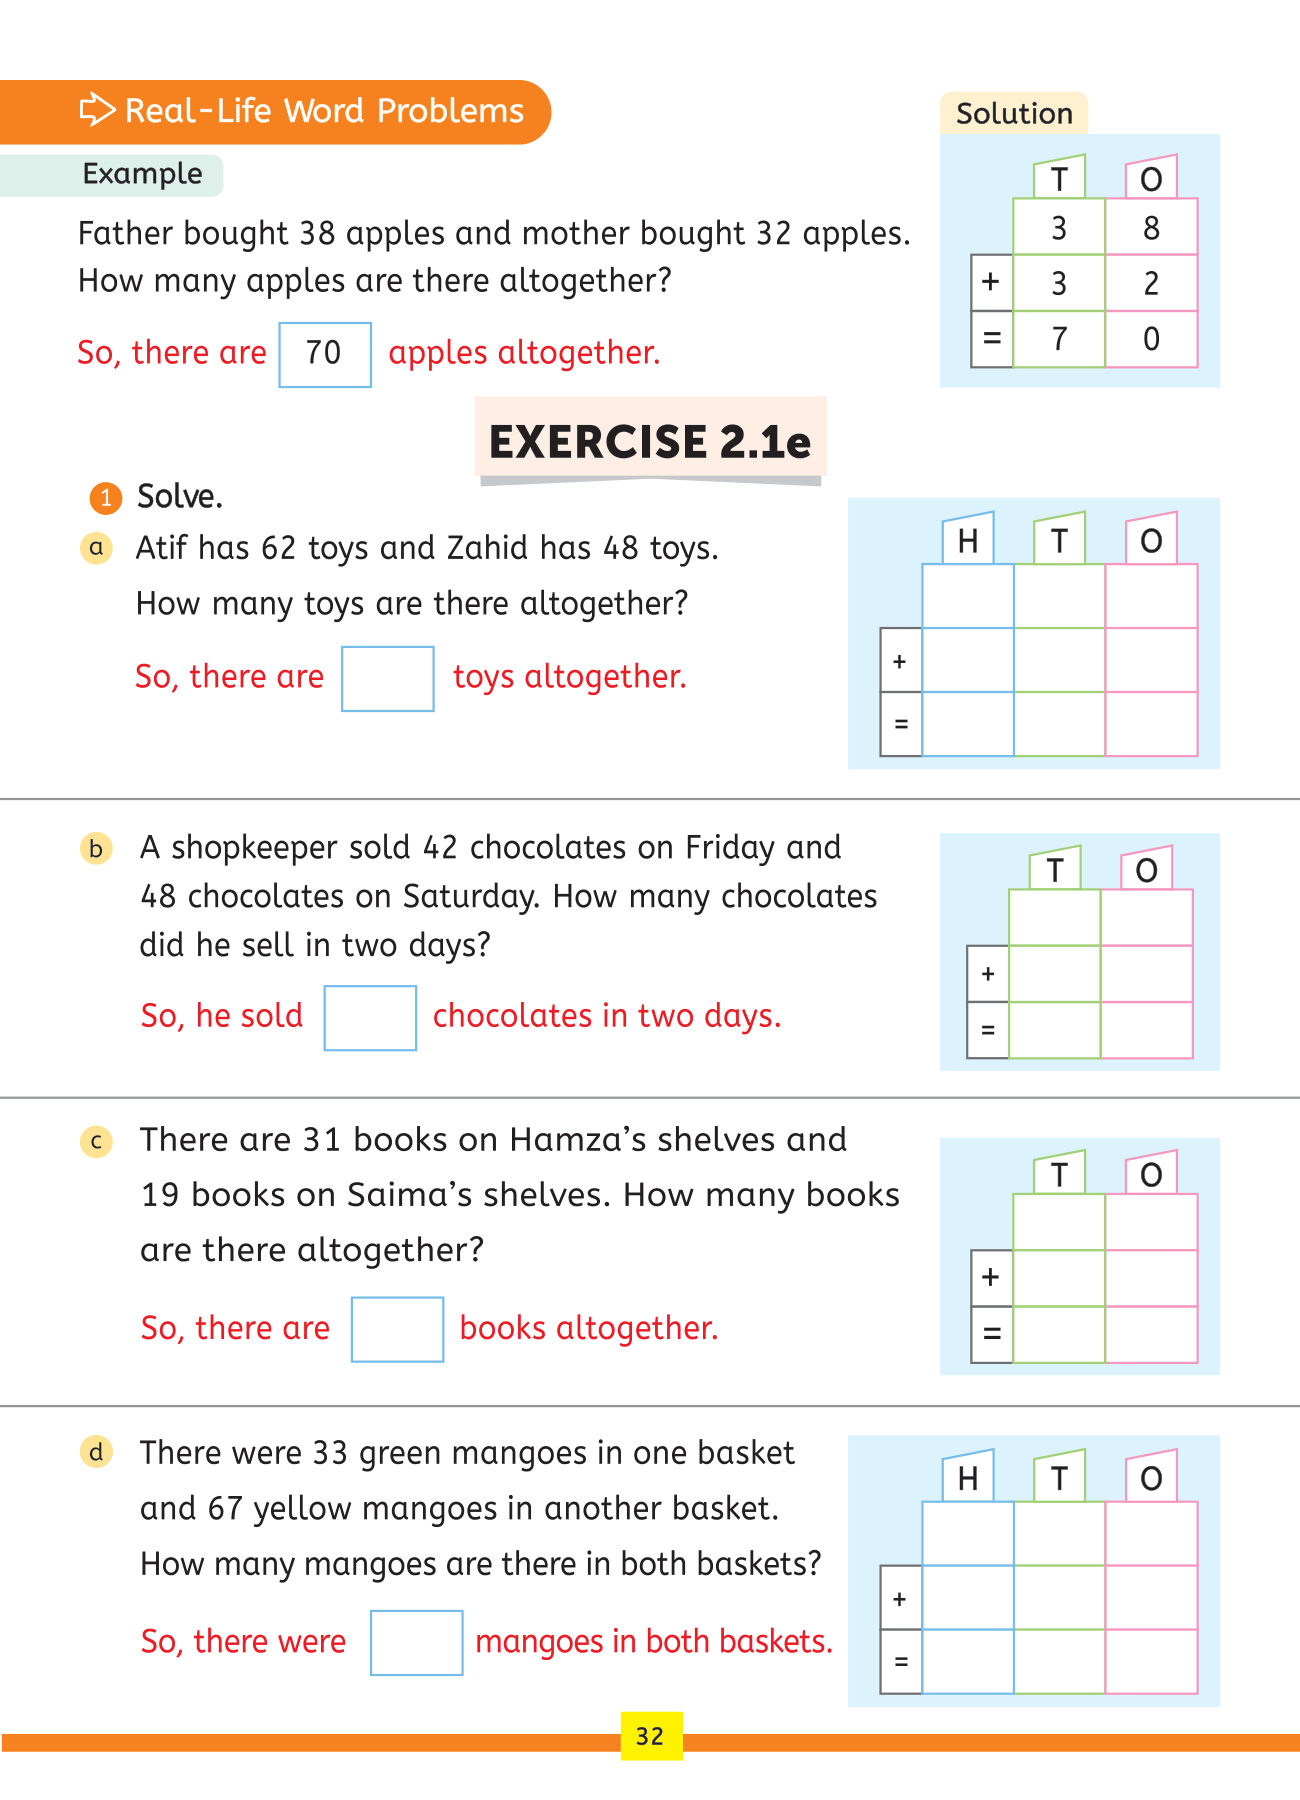 Real-Life Word Problems
Example
Father bought 38 apples and mother bought 32 apples.
How many apples are there altogether?
So, there are 70 apples altogether.
Solution
T O
3 8
+ 3 2
= 7 0
EXERCISE 2.1e
1 Solve.
a Atif has 62 toys and Zahid has 48 toys.
How many toys are there altogether?
So, there are toys altogether.
H T O
+
=
b A shopkeeper sold 42 chocolates on Friday and
48 chocolates on Saturday. How many chocolates
did he sell in two days?
So, he sold chocolates in two days.
T O
+
=
c There are 31 books on Hamza’s shelves and
19 books on Saima’s shelves. How many books
are there altogether?
So, there are books altogether.
T O
+
=
d There were 33 green mangoes in one basket
and 67 yellow mangoes in another basket.
How many mangoes are there in both baskets?
So, there were mangoes in both baskets.
H T O
+
=
32